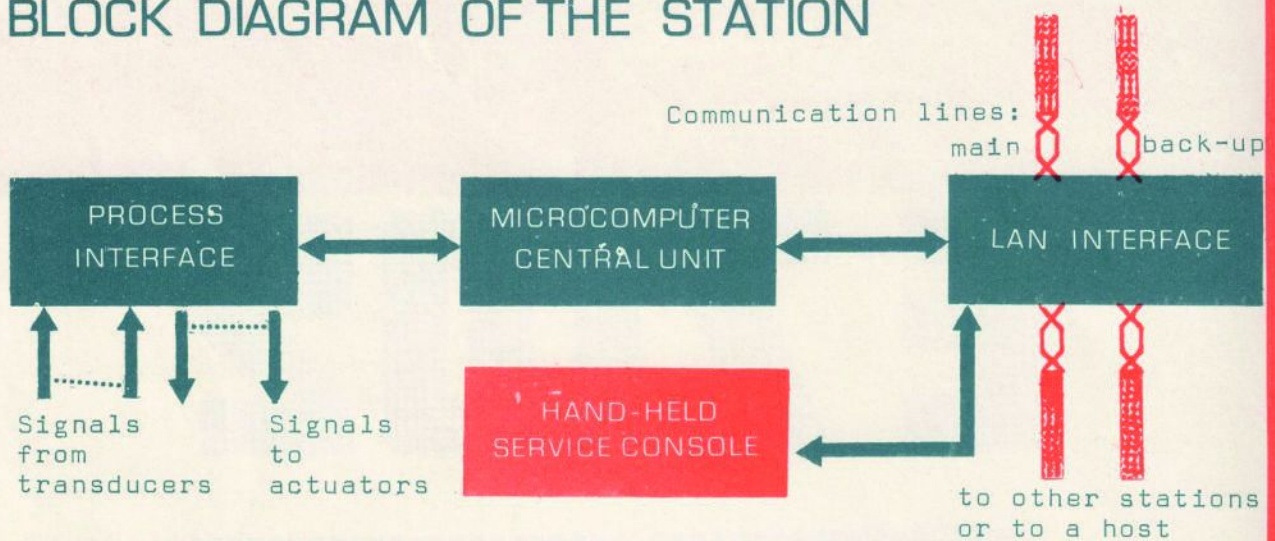 BLOCK DIAGRAM OF THE STATION
Communication lines:
main
back-up
PROCESS
INTERFACE
MICROCOMPUTER
CENTRAL UNIT
LAN INTERFACE
HAND-HELD
SERVICE CONSOLE
Signals
from
transducers
Signals
to
actuators
to other stations
or to a host